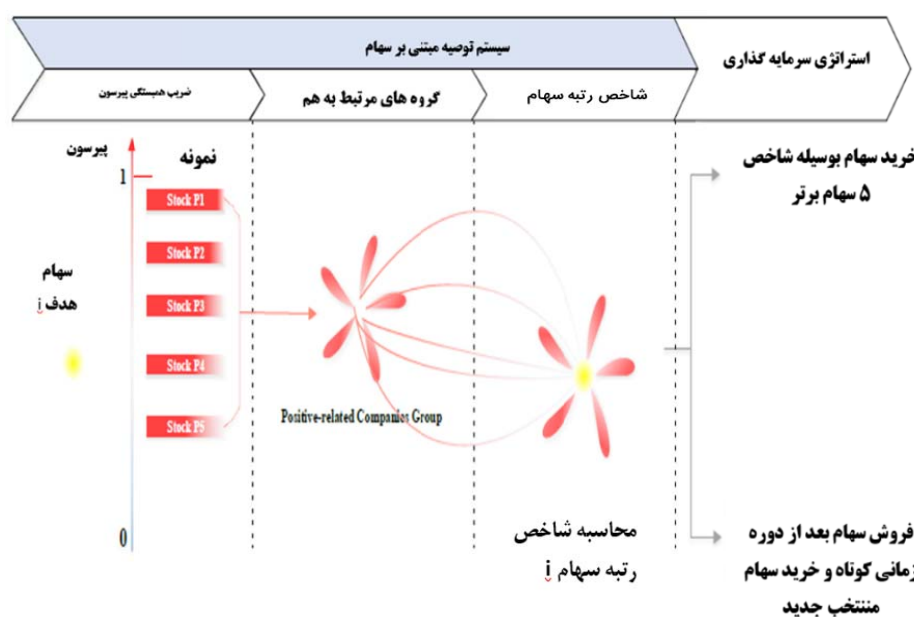 سیستم توصیه مبتنی بر سهام
استراتژی سرمایه گذاری
ضریب همبستگی پیرسون
گروه های مرتبط به هم
شاخص رتبه سهام
پیرسون
نمونه
1
Stock P1
Stock P2
Stock P3
Stock P4
Stock P5
سهام
هدف i
0
Positive-related Companies Group
محاسبه شاخص
رتبه سهام i
خرید سهام بوسیله شاخص
۵ سهام برتر
فروش سهام بعد از دوره
زمانی کوتاه و خرید سهام
مننتخب جدید